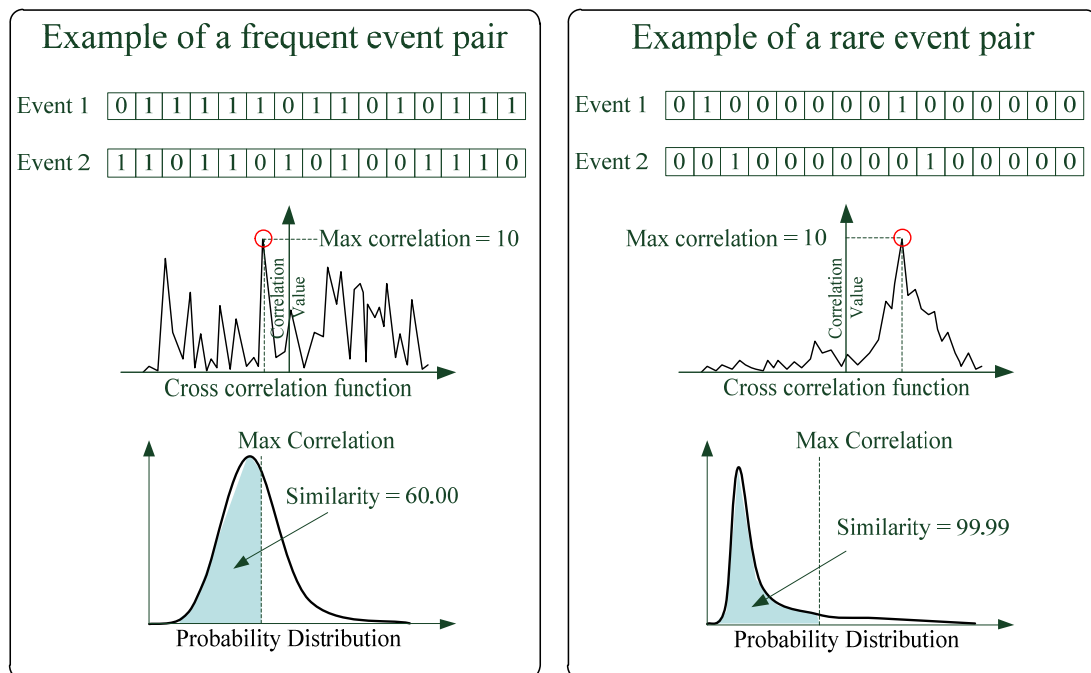 Example of a frequent event pair
Event 1 0 1 1 1 1 1 0 1 1 0 1 0 1 1 1
Event 2 1 1 0 1 1 0 1 0 1 0 0 1 1 1 0
Max correlation = 10
Correlation
Value
Cross correlation function
Max Correlation
Similarity = 60.00
Probability Distribution
Example of a rare event pair
Event 1 0 1 0 0 0 0 0 0 1 0 0 0 0 0 0
Event 2 0 0 1 0 0 0 0 0 0 1 0 0 0 0 0
Max correlation = 10
Correlation
Value
Cross correlation function
Max Correlation
Similarity = 99.99
Probability Distribution